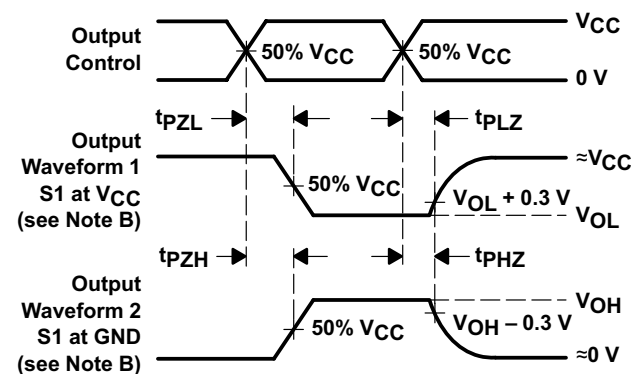 Output
Control
50% VCC
50% VCC
VCC
0 V
tPZL
tPLZ
Output
Waveform 1
S1 at VCC
(see Note B)
50% VCC
≈VCC
VOL + 0.3 V
VOL
tPZH
tPHZ
Output
Waveform 2
S1 at GND
(see Note B)
50% VCC
VOH
VOH – 0.3 V
≈0 V